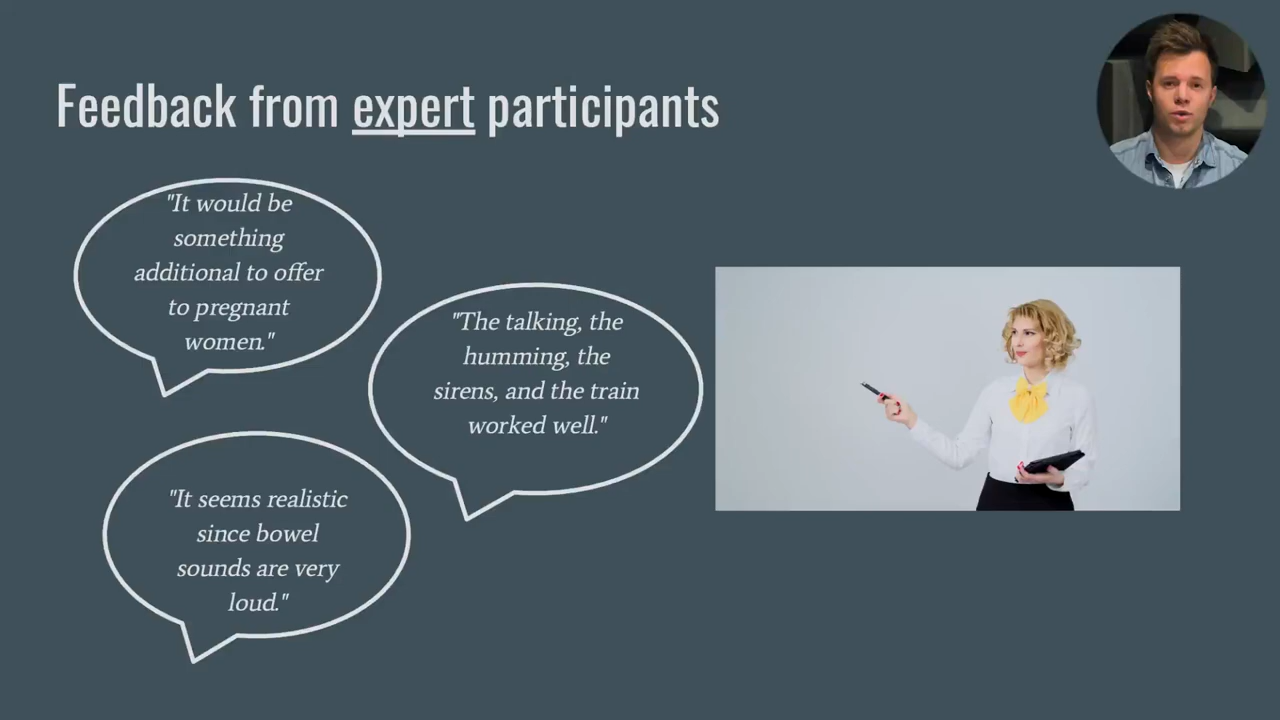 Feedback from expert participants
"It would be
something
additional to offer
to pregnant
women."
"The talking, the
humming, the
sirens, and the train
worked well."
"It seems realistic
since bowel
sounds are very
loud."